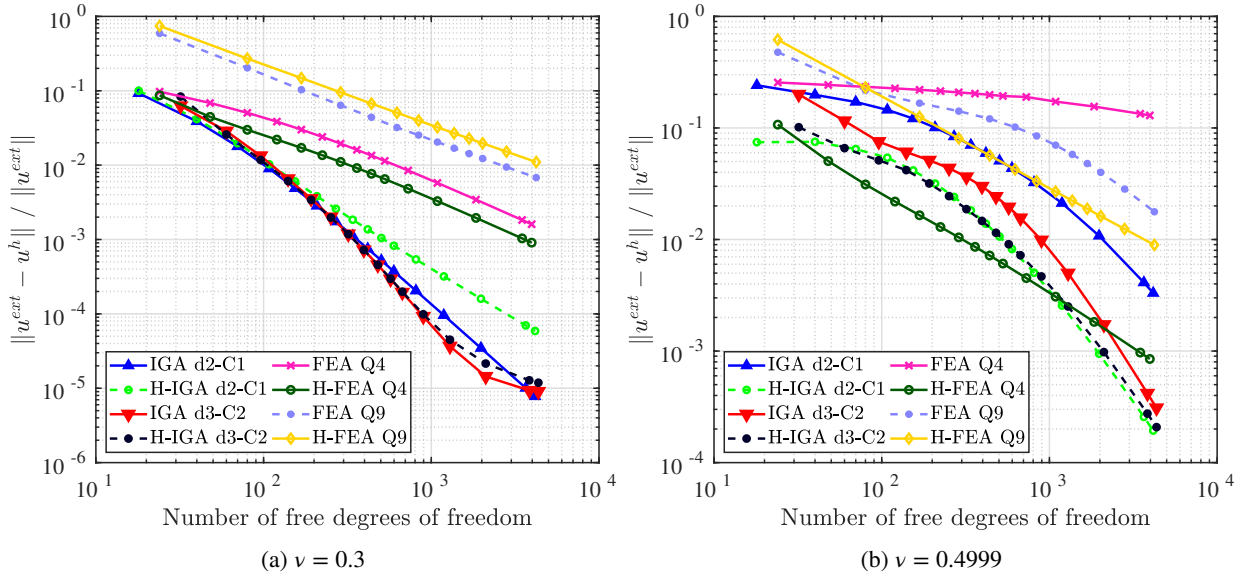 ||u^{ext} − u^h|| / ||u^{ext}||
10^0
10^{-1}
10^{-2}
10^{-3}
10^{-4}
10^{-5}
10^{-6}
IGA d2-C1
H-IGA d2-C1
IGA d3-C2
H-IGA d3-C2
FEA Q4
H-FEA Q4
FEA Q9
H-FEA Q9
10^1 10^2 10^3 10^4
Number of free degrees of freedom
(a) ν = 0.3
||u^{ext} − u^h|| / ||u^{ext}||
10^0
10^{-1}
10^{-2}
10^{-3}
10^{-4}
IGA d2-C1
H-IGA d2-C1
IGA d3-C2
H-IGA d3-C2
FEA Q4
H-FEA Q4
FEA Q9
H-FEA Q9
10^1 10^2 10^3 10^4
Number of free degrees of freedom
(b) ν = 0.4999